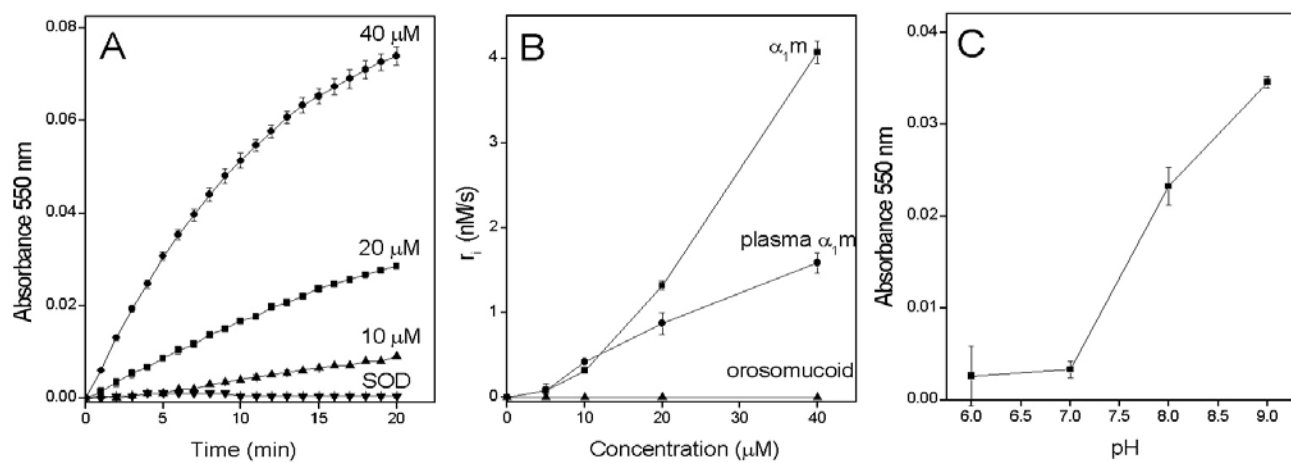 A
40 μM
20 μM
10 μM
SOD
Absorbance 550 nm
0.08
0.06
0.04
0.02
0.00
0 5 10 15 20
Time (min)
B
α1m
plasma α1m
orosomucoid
ri (nM/s)
4
2
0
0 10 20 30 40
Concentration (μM)
C
Absorbance 550 nm
0.04
0.03
0.02
0.01
0.00
6.0 6.5 7.0 7.5 8.0 8.5 9.0
pH